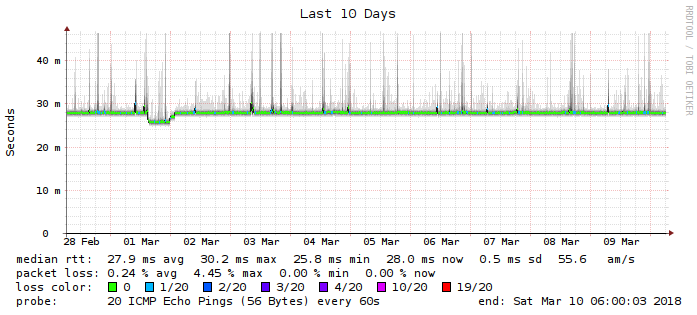 Last 10 Days
RRDTOOL / TOBI OETIKER
Seconds
40 m
30 m
20 m
10 m
0
28 Feb 01 Mar 02 Mar 03 Mar 04 Mar 05 Mar 06 Mar 07 Mar 08 Mar 09 Mar
median rtt: 27.9 ms avg 30.2 ms max 25.8 ms min 28.0 ms now 0.5 ms sd 55.6 am/s
packet loss: 0.24 % avg 4.45 % max 0.00 % min 0.00 % now
loss color: 0 1/20 2/20 3/20 4/20 10/20 19/20
probe: 20 ICMP Echo Pings (56 Bytes) every 60s end: Sat Mar 10 06:00:03 2018